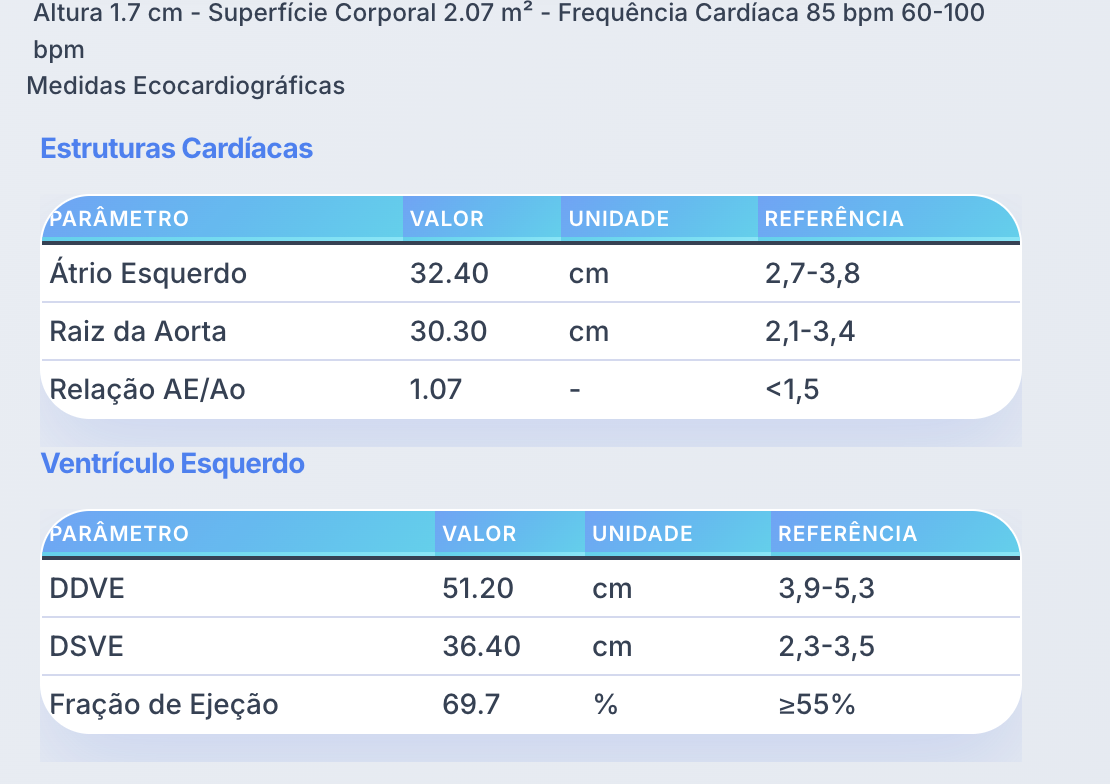 Altura 1.7 cm - Superfície Corporal 2.07 m² - Frequência Cardíaca 85 bpm 60-100
bpm
Medidas Ecocardiográficas
Estruturas Cardíacas
PARÂMETRO VALOR UNIDADE REFERÊNCIA
Átrio Esquerdo 32.40 cm 2,7-3,8
Raiz da Aorta 30.30 cm 2,1-3,4
Relação AE/Ao 1.07 - <1,5
Ventrículo Esquerdo
PARÂMETRO VALOR UNIDADE REFERÊNCIA
DDVE 51.20 cm 3,9-5,3
DSVE 36.40 cm 2,3-3,5
Fração de Ejeção 69.7 % ≥55%